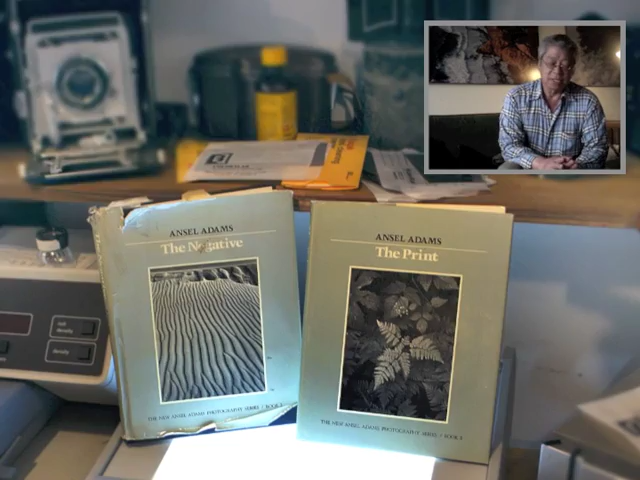 ANSEL ADAMS
The Negative
THE NEW ANSEL ADAMS PHOTOGRAPHY SERIES / BOOK 2
ANSEL ADAMS
The Print
THE NEW ANSEL ADAMS PHOTOGRAPHY SERIES / BOOK 3
density